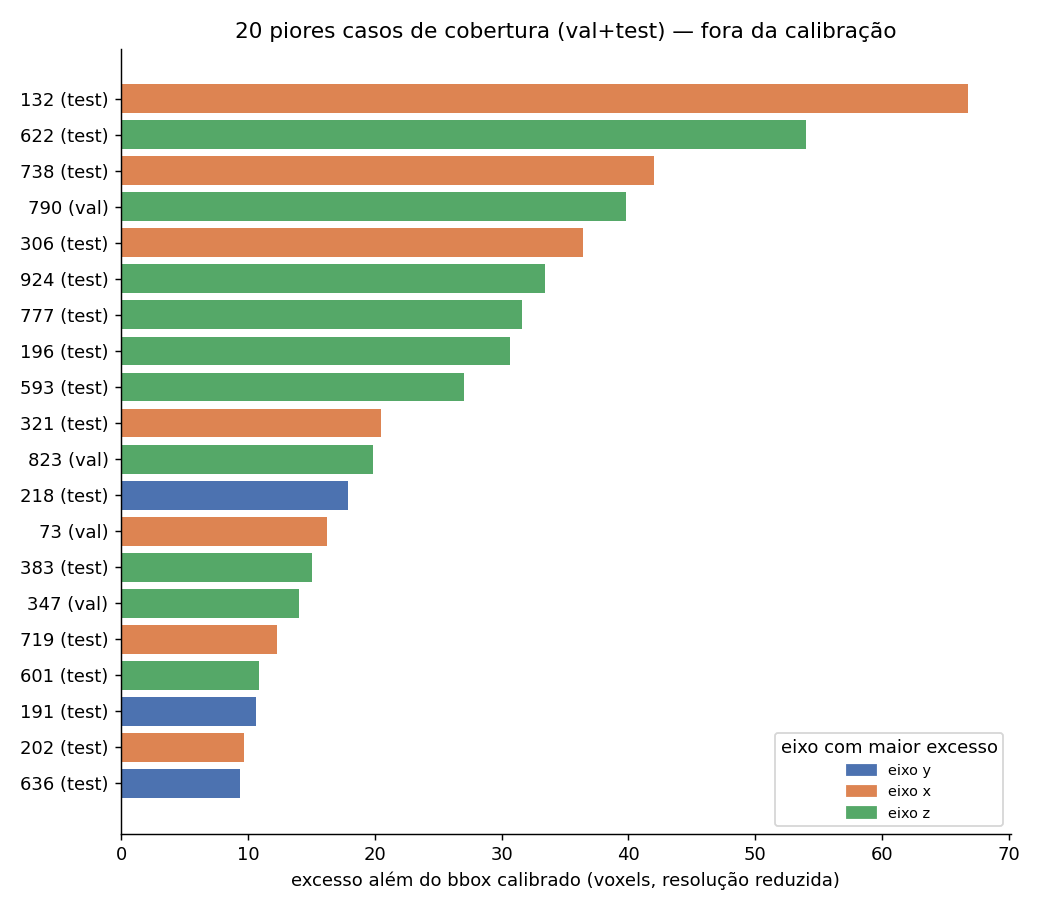 20 piores casos de cobertura (val+test) — fora da calibração
132 (test)
622 (test)
738 (test)
790 (val)
306 (test)
924 (test)
777 (test)
196 (test)
593 (test)
321 (test)
823 (val)
218 (test)
73 (val)
383 (test)
347 (val)
719 (test)
601 (test)
191 (test)
202 (test)
636 (test)
eixo com maior excesso
eixo y
eixo x
eixo z
0 10 20 30 40 50 60 70
excesso além do bbox calibrado (voxels, resolução reduzida)